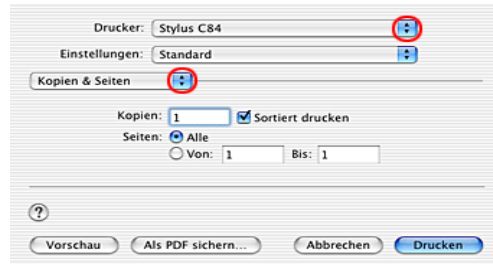 Drucker: Stylus C84
Einstellungen: Standard
Kopien & Seiten
Kopien: 1 Sortiert drucken
Seiten: Alle
Von: 1 Bis: 1
?
Vorschau Als PDF sichern... Abbrechen Drucken